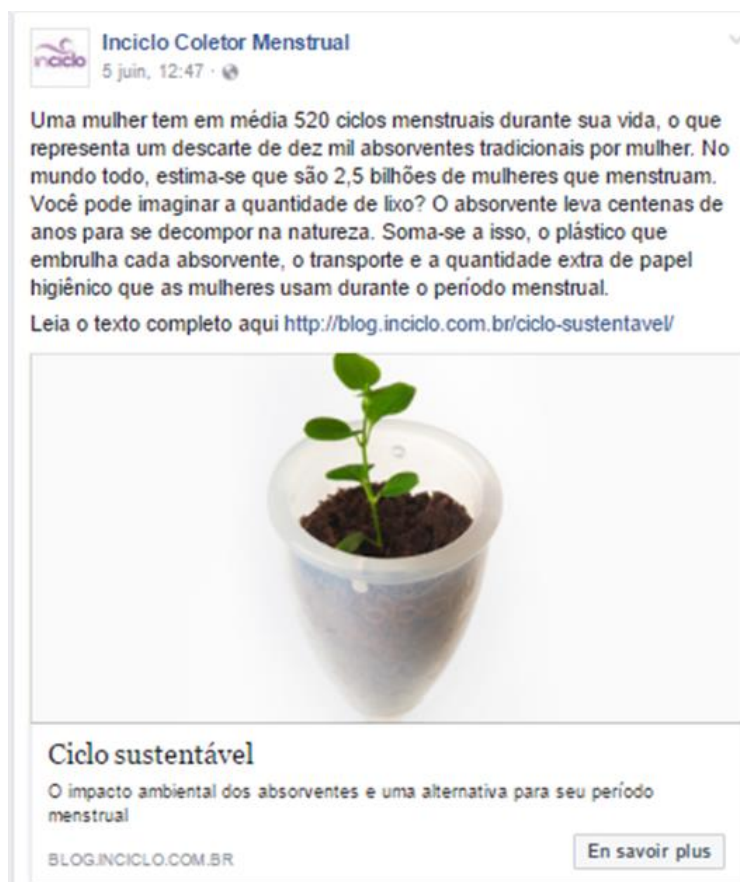 inciclo
Inciclo Coletor Menstrual
5 juin, 12:47 ·
Uma mulher tem em média 520 ciclos menstruais durante sua vida, o que
representa um descarte de dez mil absorventes tradicionais por mulher. No
mundo todo, estima-se que são 2,5 bilhões de mulheres que menstruam.
Você pode imaginar a quantidade de lixo? O absorvente leva centenas de
anos para se decompor na natureza. Soma-se a isso, o plástico que
embrulha cada absorvente, o transporte e a quantidade extra de papel
higiênico que as mulheres usam durante o período menstrual.
Leia o texto completo aqui http://blog.inciclo.com.br/ciclo-sustentavel/
Ciclo sustentável
O impacto ambiental dos absorventes e uma alternativa para seu período
menstrual
BLOG.INCICLO.COM.BR
En savoir plus